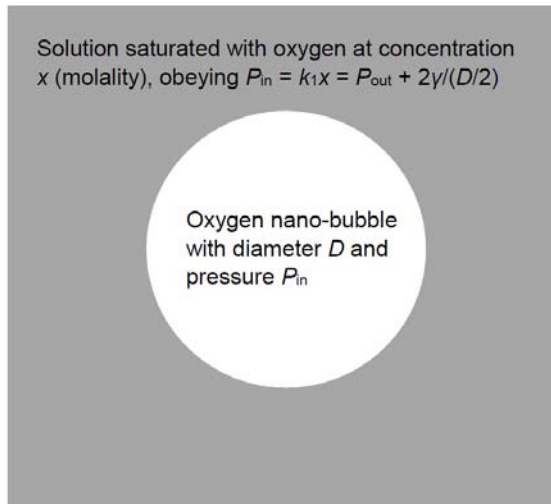 Solution saturated with oxygen at concentration
x (molality), obeying Pin = k1x = Pout + 2γ/(D/2)
Oxygen nano-bubble
with diameter D and
pressure Pin